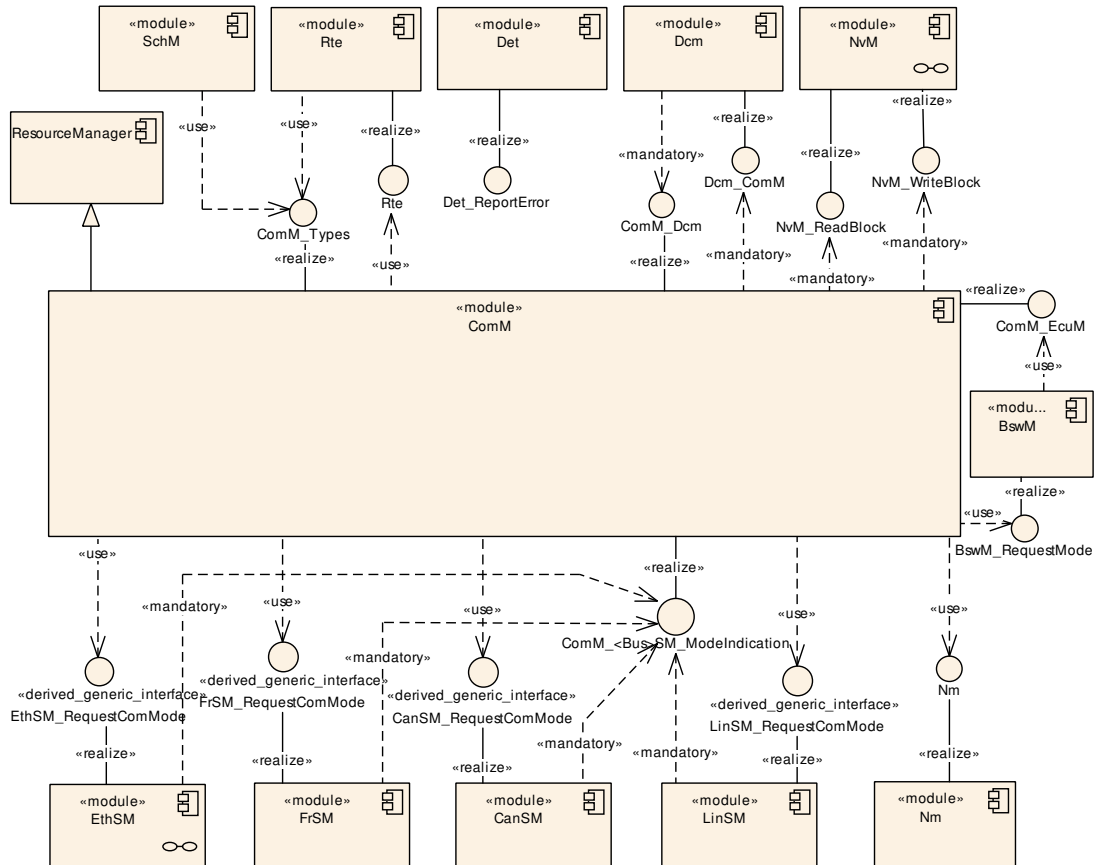 «module»
SchM
«module»
Rte
«module»
Det
«module»
Dcm
«module»
NvM
ResourceManager
«use»
«use»
«realize»
«realize»
«mandatory»
«realize»
«realize»
«realize»
ComM_Types
Rte
Det_ReportError
ComM_Dcm
Dcm_ComM
NvM_ReadBlock
NvM_WriteBlock
«realize»
«use»
«realize»
«mandatory»
«mandatory»
«mandatory»
«module»
ComM
«realize»
ComM_EcuM
«use»
«modu...
BswM
«realize»
«use»
BswM_RequestMode
«use»
«mandatory»
«use»
«mandatory»
«use»
«realize»
«use»
«use»
ComM_<Bus_SM_ModeIndication
«derived_generic_interface»
EthSM_RequestComMode
«derived_generic_interface»
FrSM_RequestComMode
«derived_generic_interface»
CanSM_RequestComMode
«derived_generic_interface»
LinSM_RequestComMode
Nm
«realize»
«realize»
«realize»
«mandatory»
«mandatory»
«realize»
«realize»
«module»
EthSM
«module»
FrSM
«module»
CanSM
«module»
LinSM
«module»
Nm